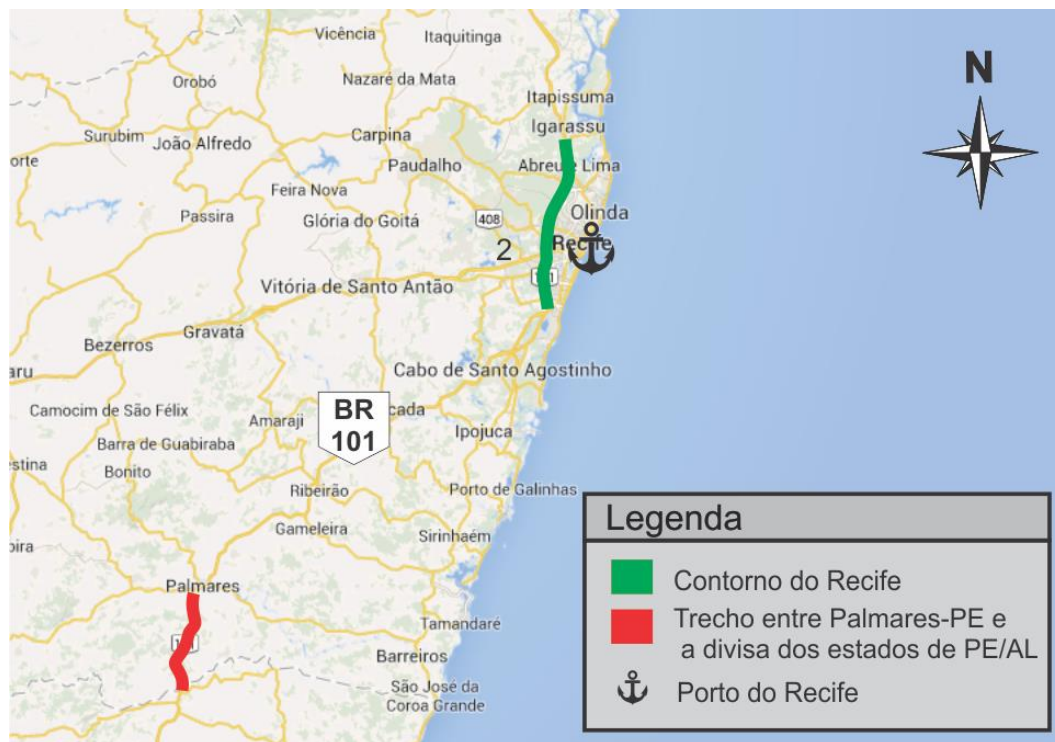 Vicência
Itaquitinga
N
Orobó
Nazaré da Mata
Itapissuma
Igarassu
Surubim
João Alfredo
Carpina
orte
Paudalho
Abreu e Lima
Feira Nova
Passira
Glória do Goitá
408
Olinda
2
Recife
Vitória de Santo Antão
Gravatá
Bezerros
aru
Cabo de Santo Agostinho
Camocim de São Félix
Amaraji
BR
101
cada
Barra de Guabiraba
Ipojuca
stina
Bonito
Ribeirão
Porto de Galinhas
Gameleira
Sirinhaém
Palmares
Tamandaré
Barreiros
São José da
Coroa Grande
Legenda
Contorno do Recife
Trecho entre Palmares-PE e
a divisa dos estados de PE/AL
Porto do Recife